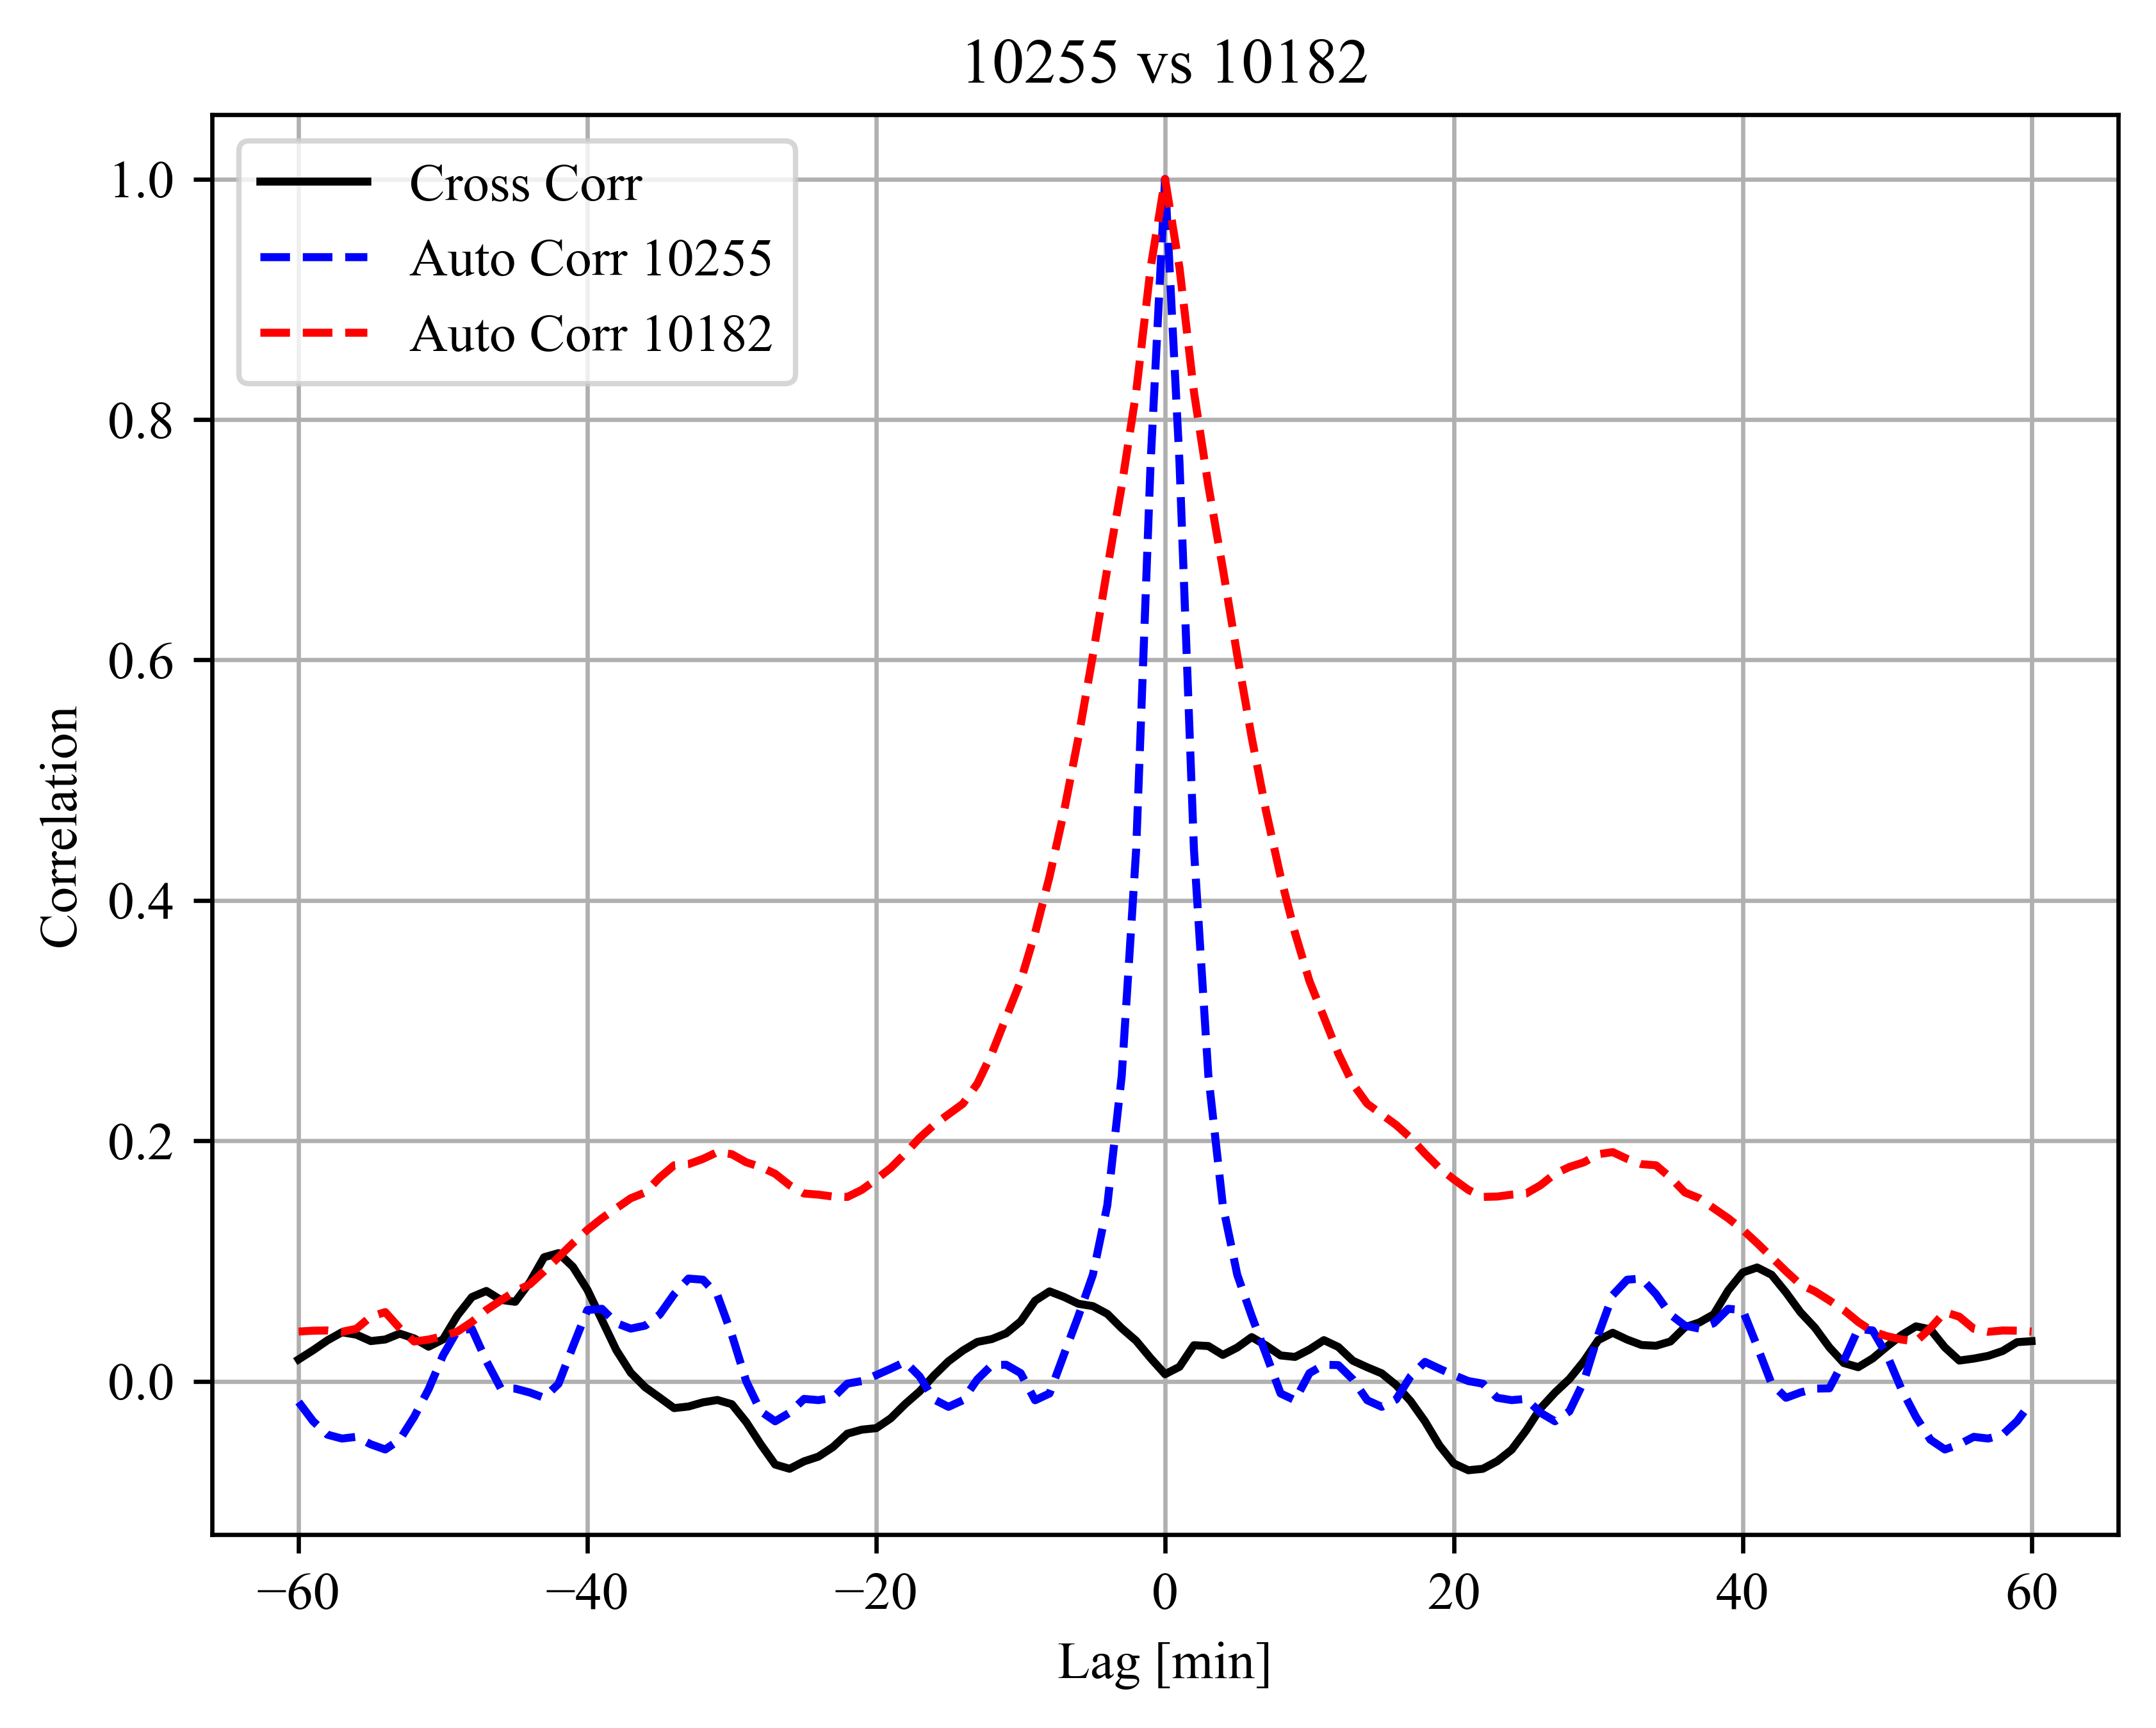 10255 vs 10182
Cross Corr
Auto Corr 10255
Auto Corr 10182
1.0
0.8
0.6
0.4
0.2
0.0
Correlation
−60 −40 −20 0 20 40 60
Lag [min]